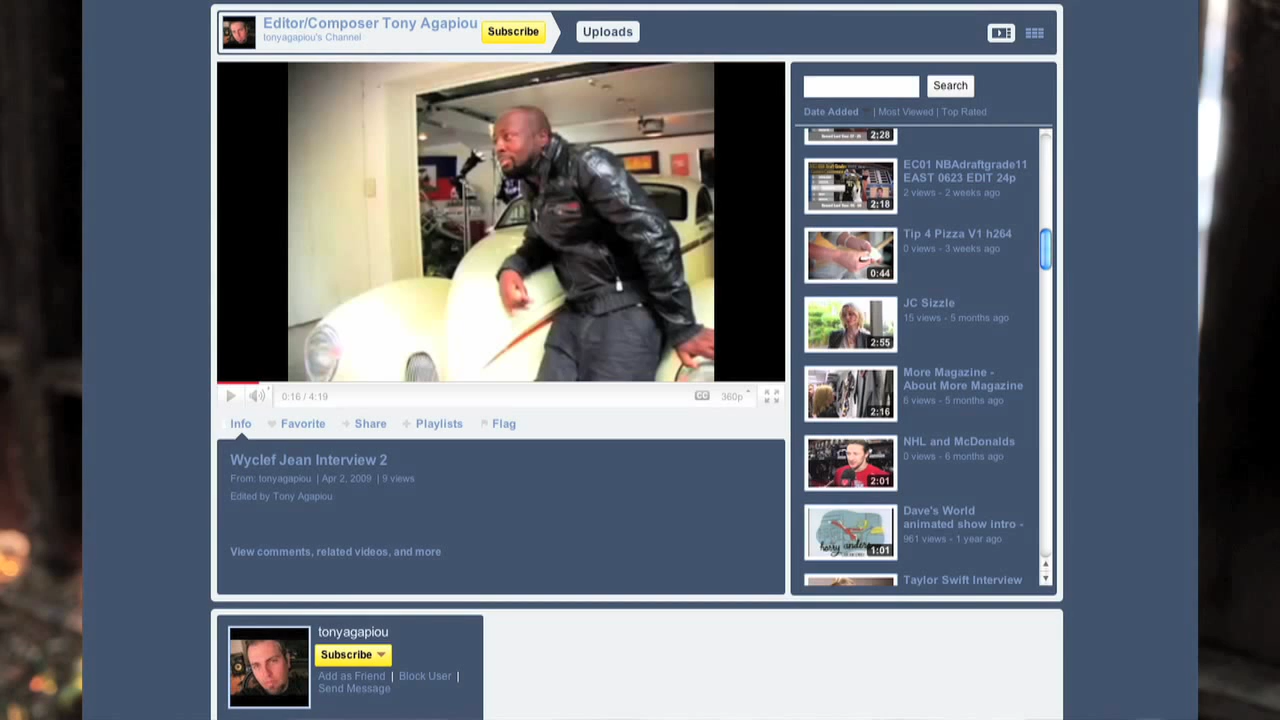 Editor/Composer Tony Agapiou
tonyagapiou's Channel
Subscribe
Uploads
Search
Date Added | Most Viewed | Top Rated
2:28
EC01 NBAdraftgrade11
EAST 0623 EDIT 24p
2 views - 2 weeks ago
2:18
Tip 4 Pizza V1 h264
0 views - 3 weeks ago
0:44
JC Sizzle
15 views - 5 months ago
2:55
More Magazine -
About More Magazine
6 views - 5 months ago
2:16
NHL and McDonalds
0 views - 6 months ago
2:01
Dave's World
animated show intro -
961 views - 1 year ago
harry anderson
1:01
Taylor Swift Interview
0:16 / 4:19
CC
360p
Info
Favorite
Share
Playlists
Flag
Wyclef Jean Interview 2
From: tonyagapiou | Apr 2, 2009 | 9 views
Edited by Tony Agapiou
View comments, related videos, and more
tonyagapiou
Subscribe
Add as Friend | Block User |
Send Message